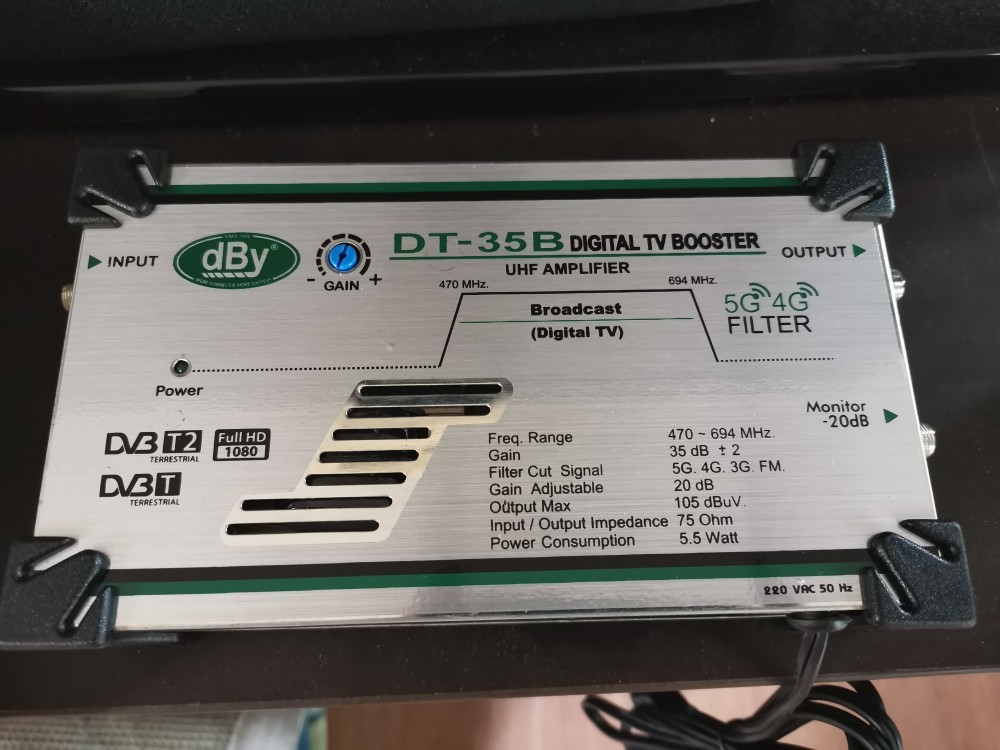 INPUT
dBy®
- GAIN +
DT-35B DIGITAL TV BOOSTER
UHF AMPLIFIER
OUTPUT
470 MHz.
694 MHz.
Broadcast
(Digital TV)
5G 4G
FILTER
Power
Monitor
-20dB
DVB T2
TERRESTRIAL
Full HD
1080
DVB T
TERRESTRIAL
Freq. Range 470 ~ 694 MHz.
Gain 35 dB ± 2
Filter Cut Signal 5G. 4G. 3G. FM.
Gain Adjustable 20 dB
Output Max 105 dBuV.
Input / Output Impedance 75 Ohm
Power Consumption 5.5 Watt
220 VAC 50 Hz